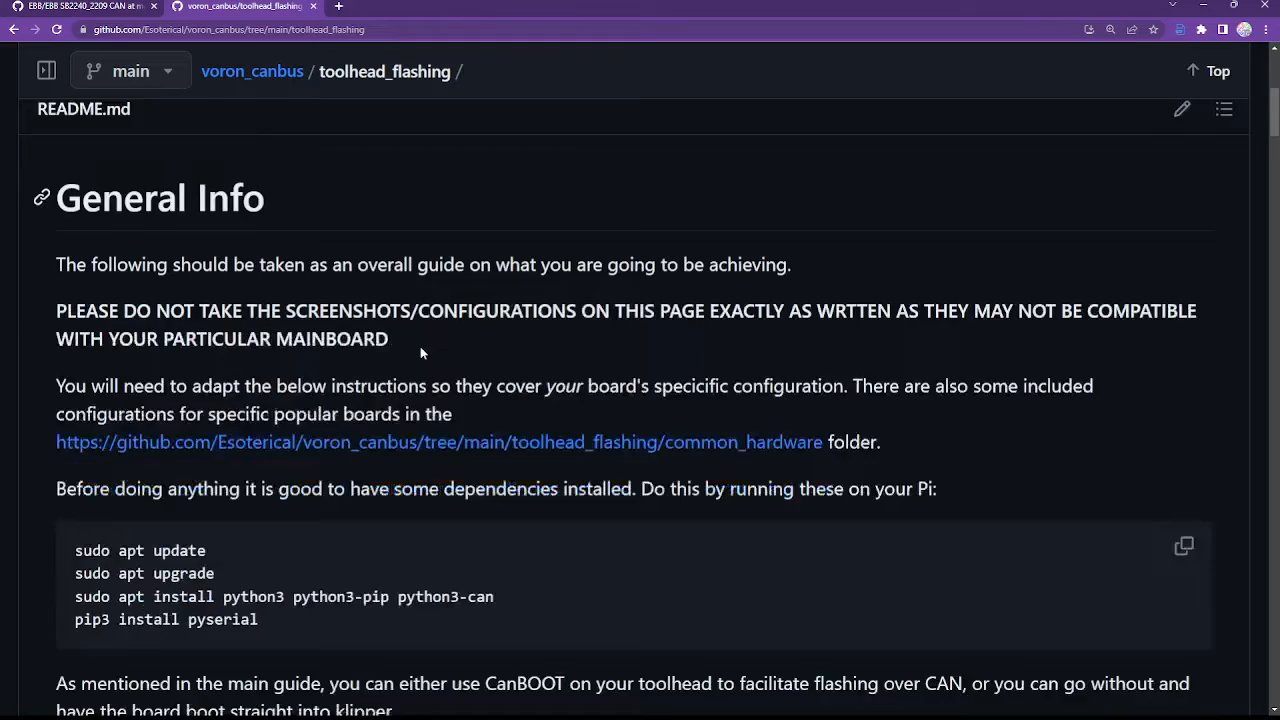 EBB/EBB SB2240_2209 CAN at m
voron_canbus/toolhead_flashing
github.com/Esoterical/voron_canbus/tree/main/toolhead_flashing
main
voron_canbus / toolhead_flashing /
Top
README.md
General Info
The following should be taken as an overall guide on what you are going to be achieving.
PLEASE DO NOT TAKE THE SCREENSHOTS/CONFIGURATIONS ON THIS PAGE EXACTLY AS WRTTEN AS THEY MAY NOT BE COMPATIBLE
WITH YOUR PARTICULAR MAINBOARD
You will need to adapt the below instructions so they cover your board's specicific configuration. There are also some included
configurations for specific popular boards in the
https://github.com/Esoterical/voron_canbus/tree/main/toolhead_flashing/common_hardware folder.
Before doing anything it is good to have some dependencies installed. Do this by running these on your Pi:
sudo apt update
sudo apt upgrade
sudo apt install python3 python3-pip python3-can
pip3 install pyserial
As mentioned in the main guide, you can either use CanBOOT on your toolhead to facilitate flashing over CAN, or you can go without and
have the board boot straight into klipper